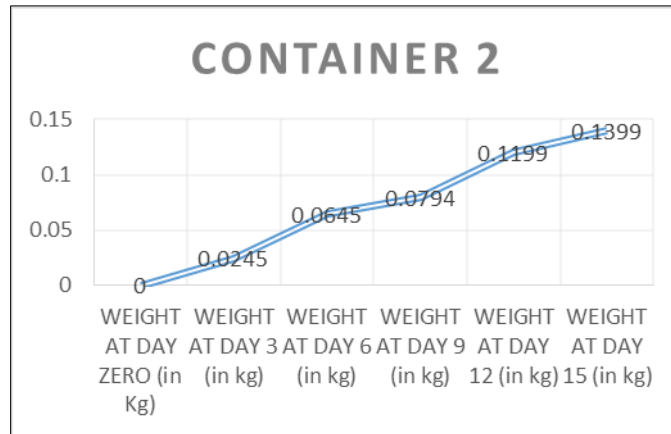 CONTAINER 2
0.15
0.1
0.05
0
0
0.0245
0.0645
0.0794
0.1199
0.1399
WEIGHT
AT DAY
ZERO (in
Kg)
WEIGHT
AT DAY 3
(in kg)
WEIGHT
AT DAY 6
(in kg)
WEIGHT
AT DAY 9
(in kg)
WEIGHT
AT DAY
12 (in kg)
WEIGHT
AT DAY
15 (in kg)